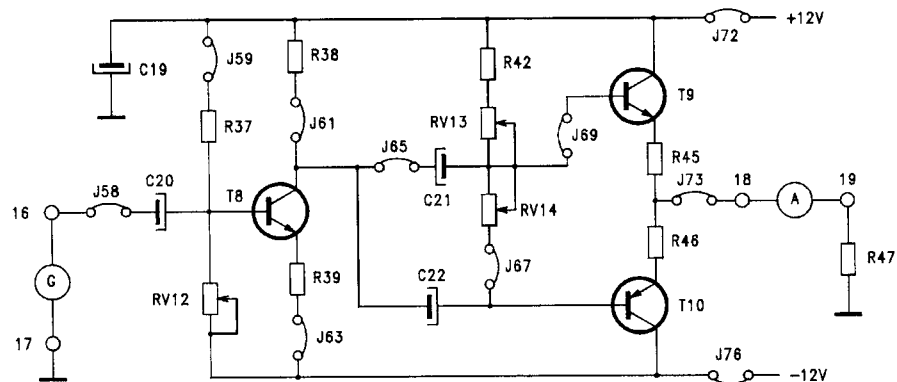 +12V
J72
C19
J59
R38
R42
T9
R37
J61
RV13
J69
J65
R45
C20
J58
T8
C21
RV14
J73
18
19
16
A
R39
C22
J67
R46
R47
G
RV12
J63
T10
17
J76
-12V